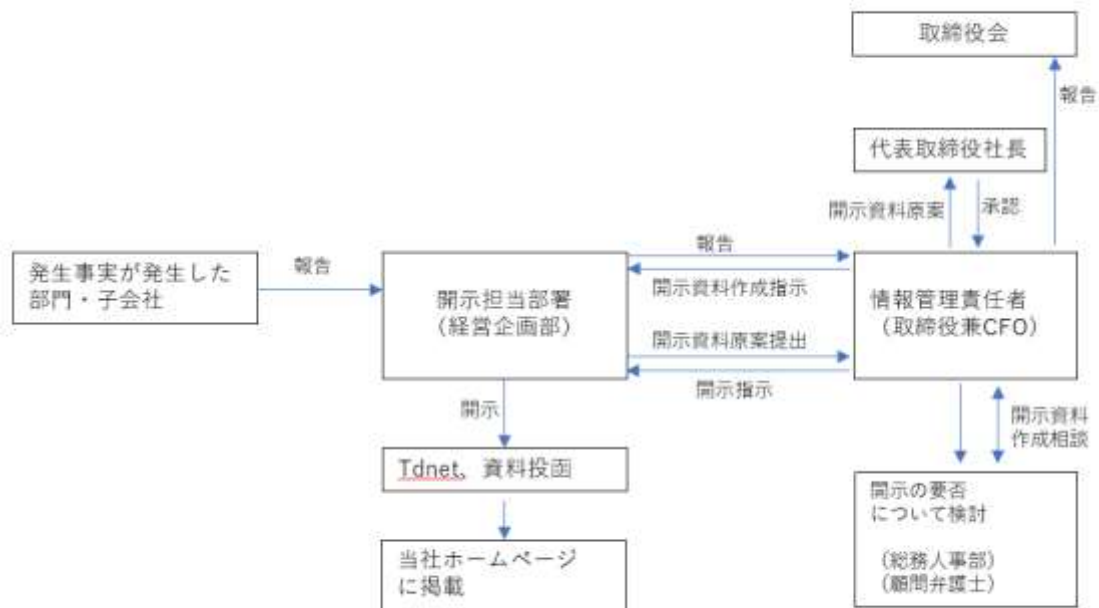 取締役会
報告
代表取締役社長
開示資料原案
承認
発生事実が発生した
部門・子会社
報告
開示担当部署
（経営企画部）
報告
開示資料作成指示
開示資料原案提出
開示指示
情報管理責任者
（取締役兼CFO）
開示
開示資料
作成相談
Tdnet、資料投函
当社ホームページ
に掲載
開示の要否
について検討
（総務人事部）
（顧問弁護士）